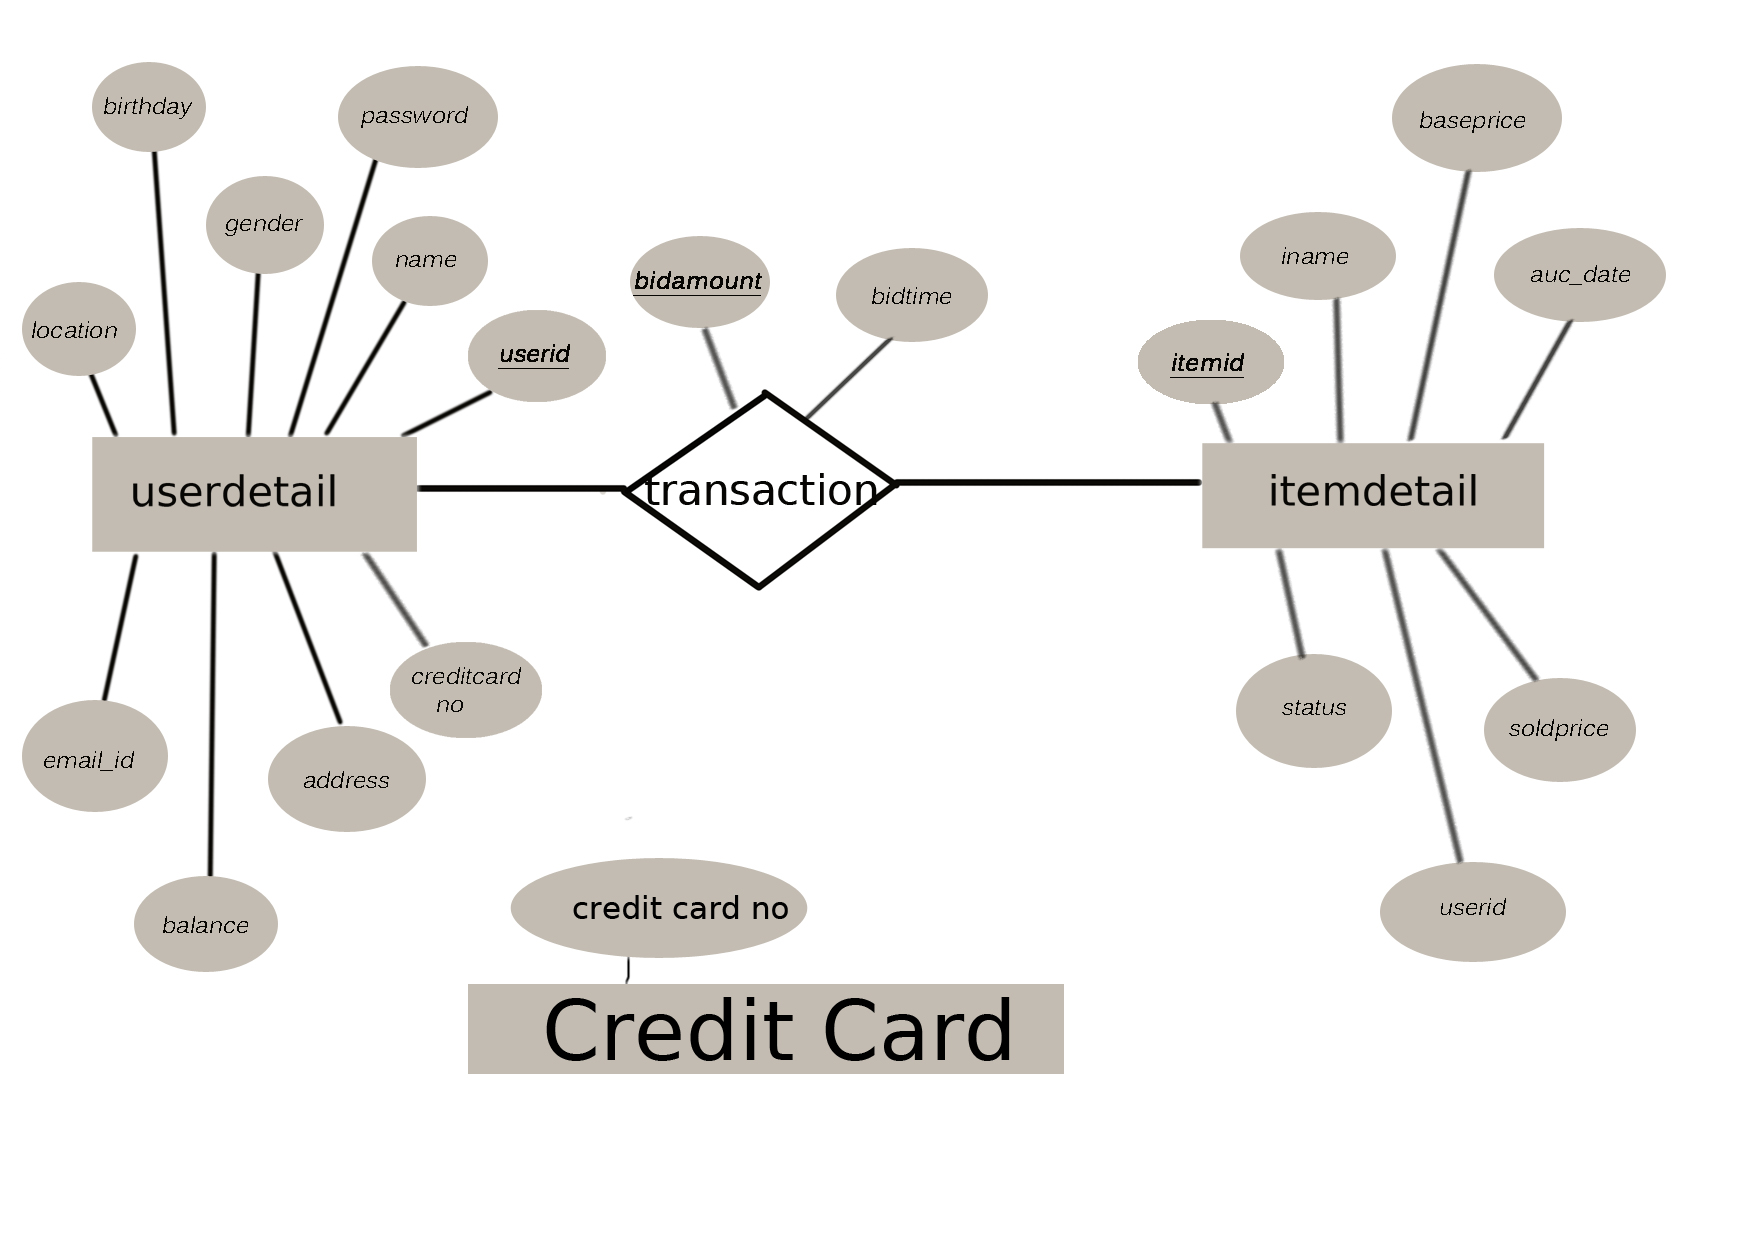 birthday
password
baseprice
gender
name
iname
auc_date
location
userid
bidamount
bidtime
itemid
userdetail
transaction
itemdetail
creditcard
no
status
soldprice
email_id
address
balance
credit card no
userid
Credit Card